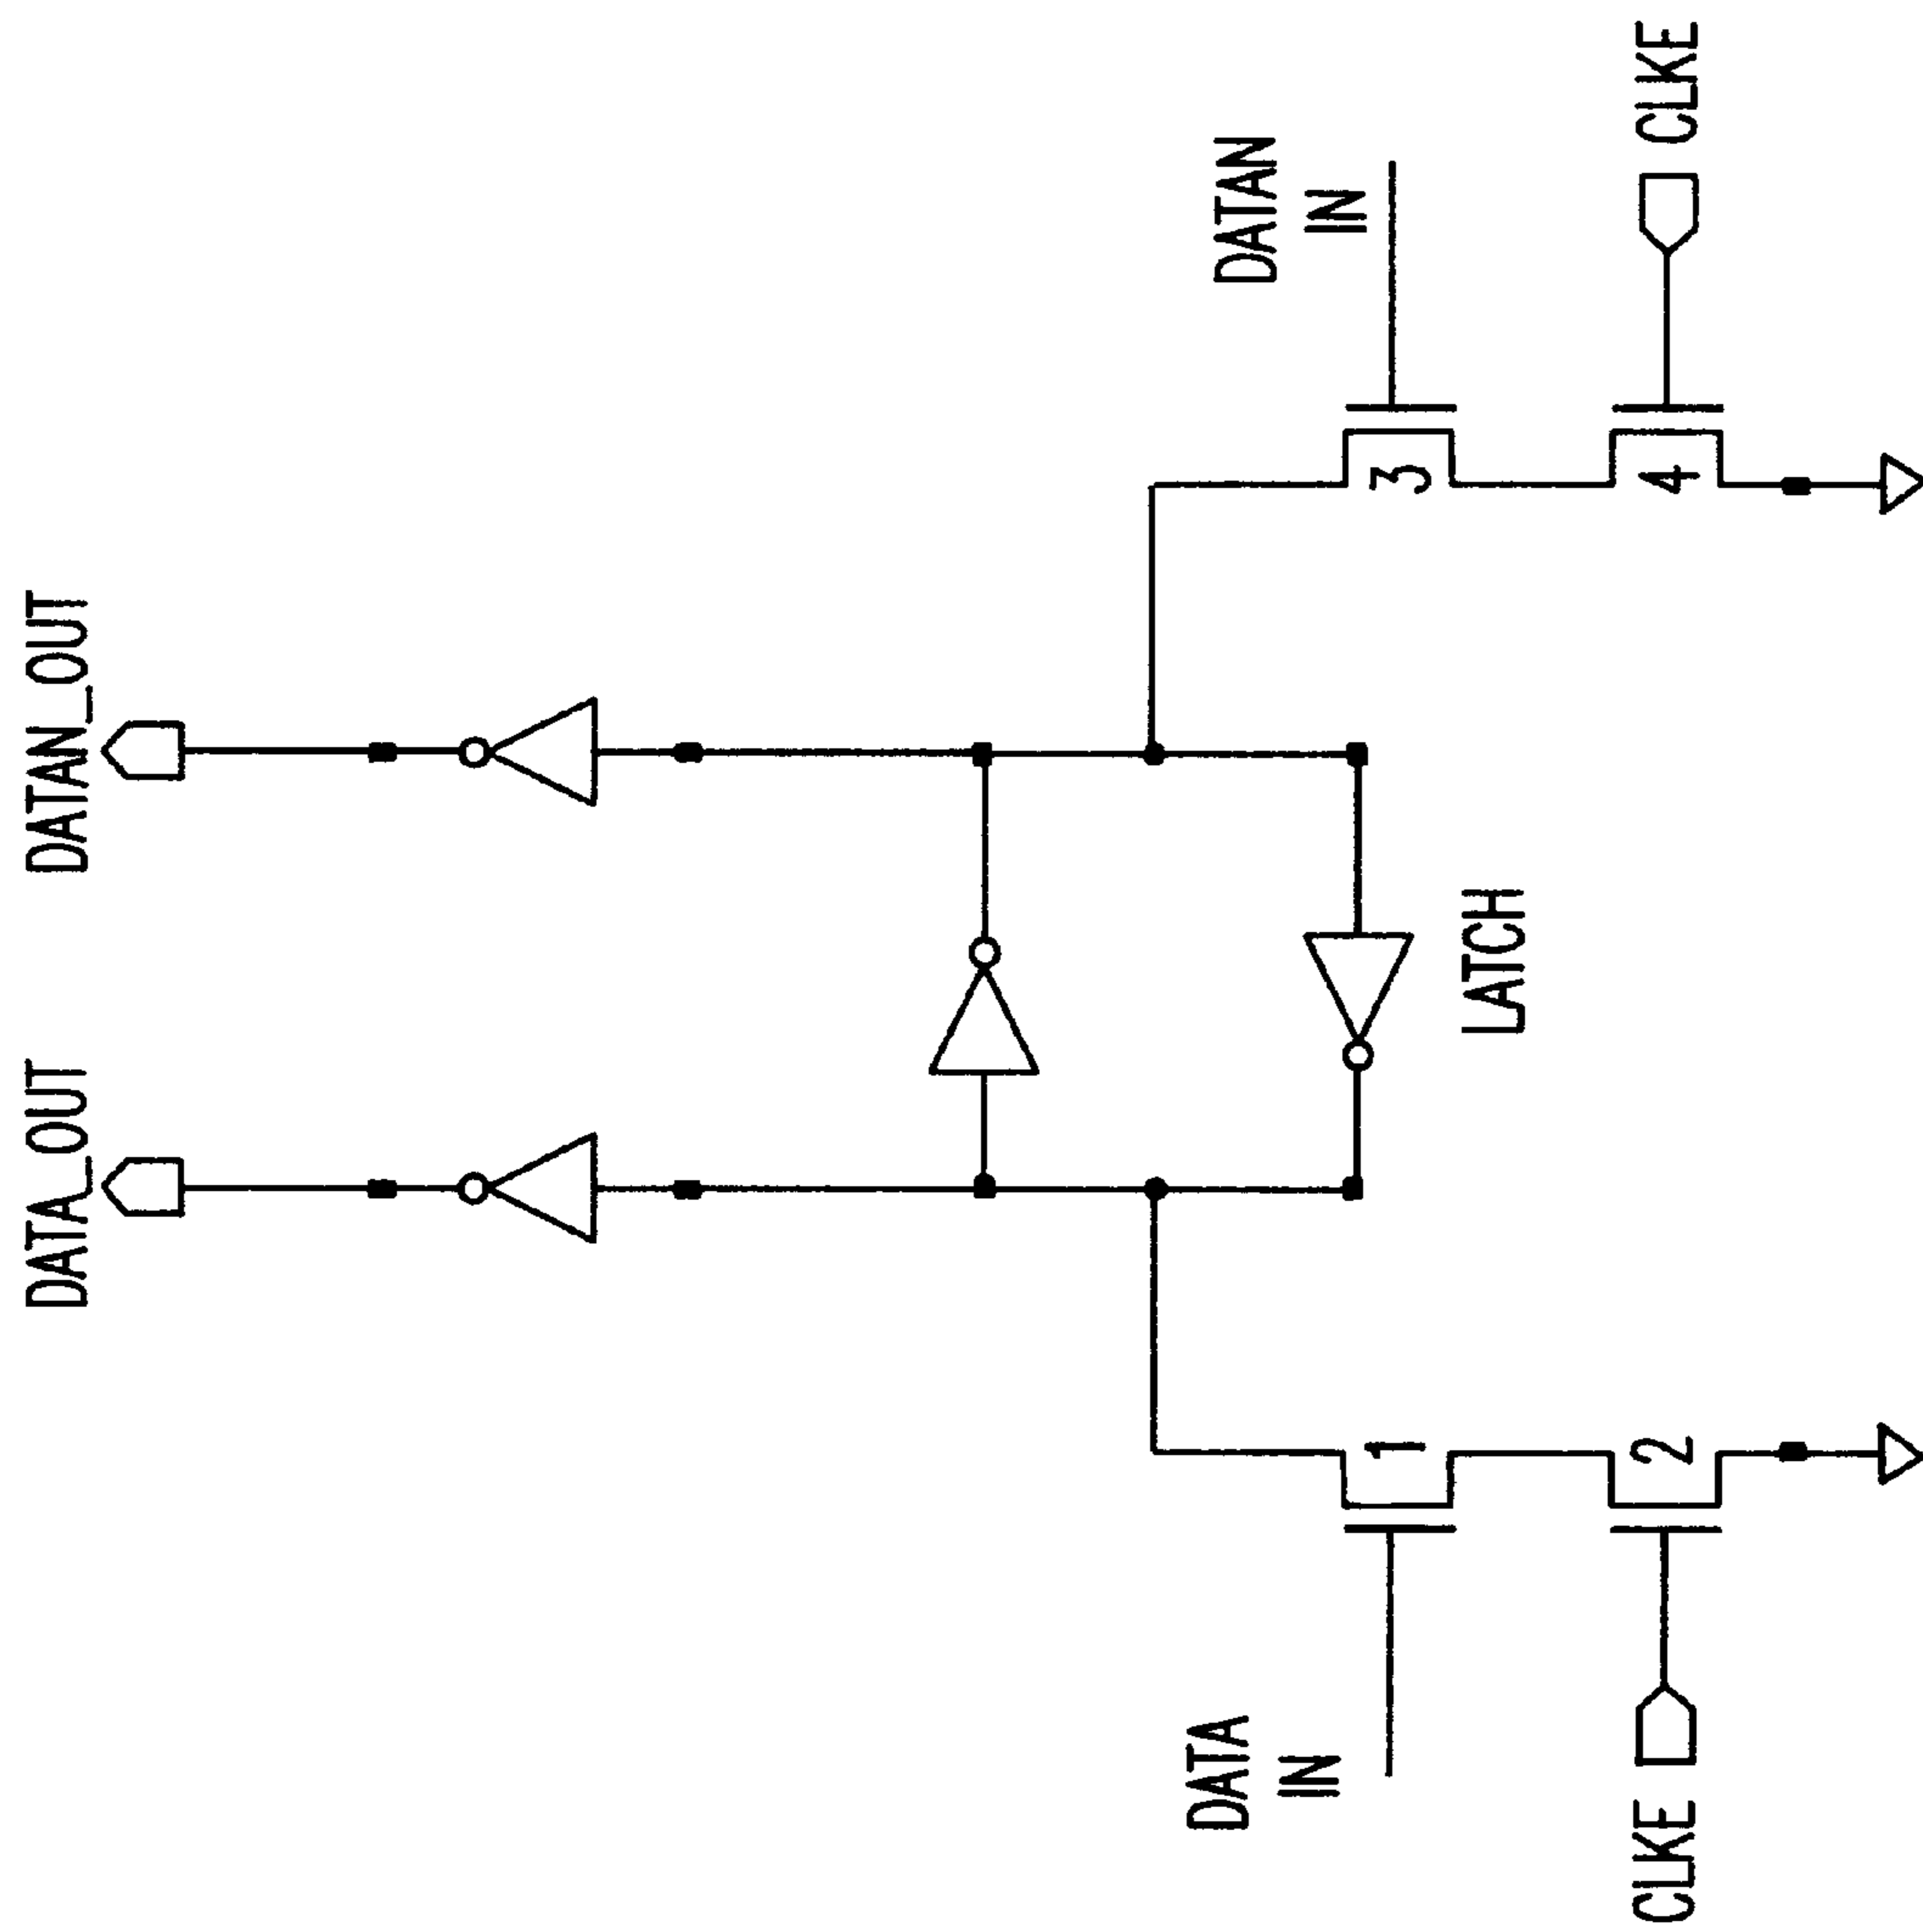 DATA_OUT
DATAN_OUT
DATA
IN
DATAN
IN
1
3
LATCH
CLKE
2
4
CLKE